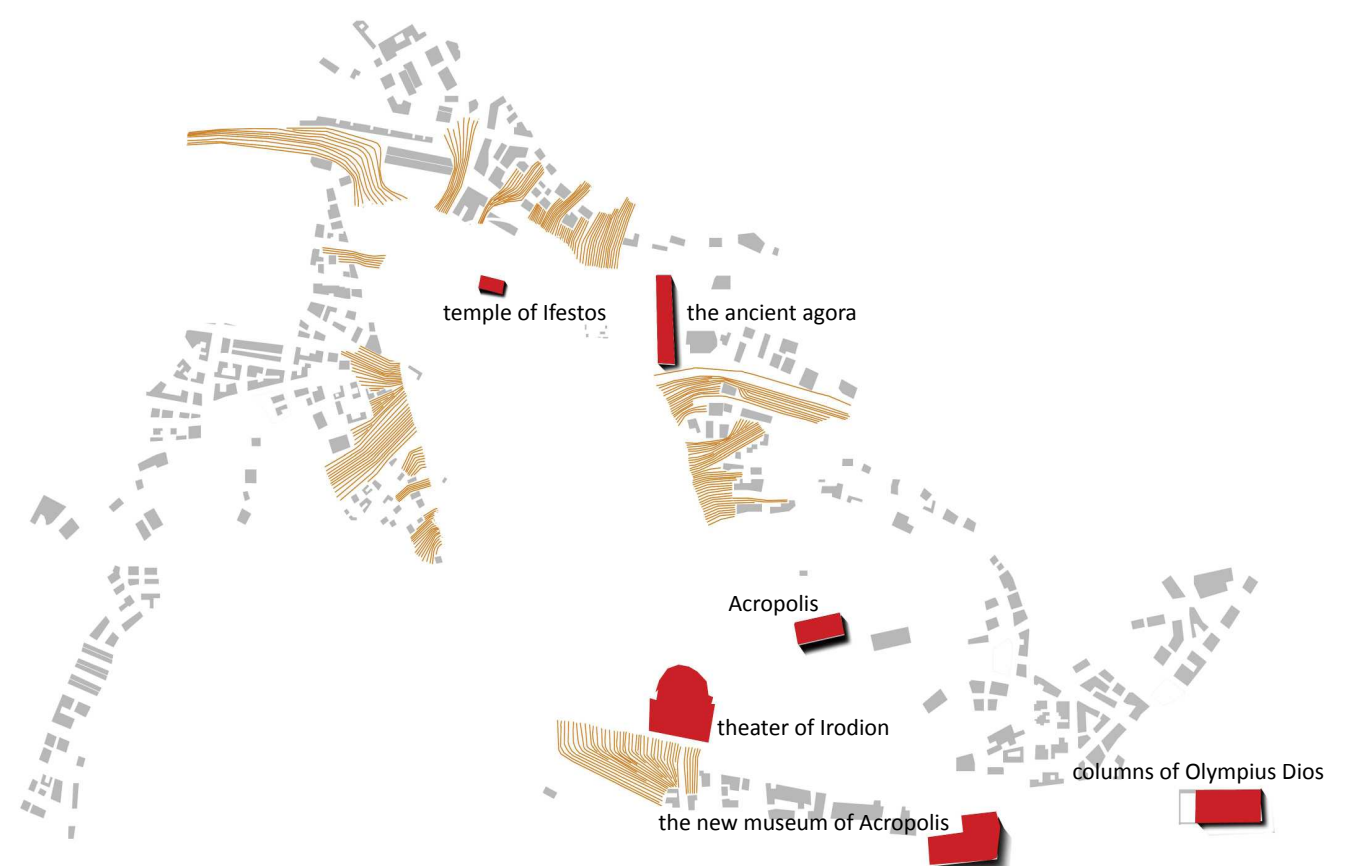 temple of Ifestos
the ancient agora
Acropolis
theater of Irodion
columns of Olympius Dios
the new museum of Acropolis